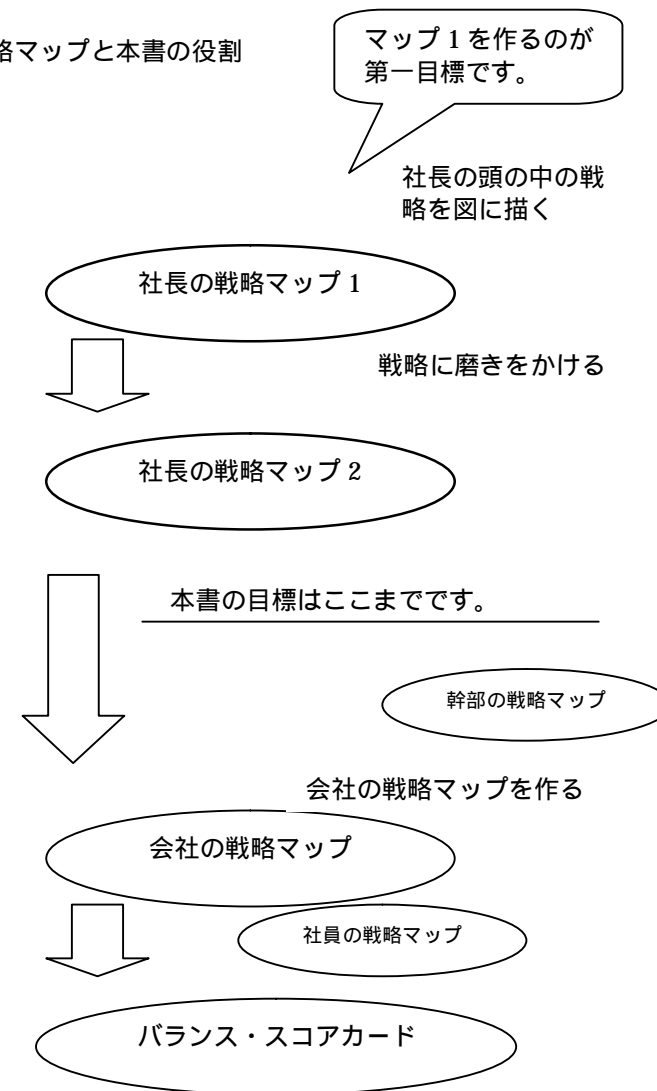 略マップと本書の役割
マップ 1 を作るのが
第一目標です。
社長の頭の中の戦
略を図に描く
社長の戦略マップ 1
戦略に磨きをかける
社長の戦略マップ 2
本書の目標はここまでです。
幹部の戦略マップ
会社の戦略マップを作る
会社の戦略マップ
社員の戦略マップ
バランス・スコアカード